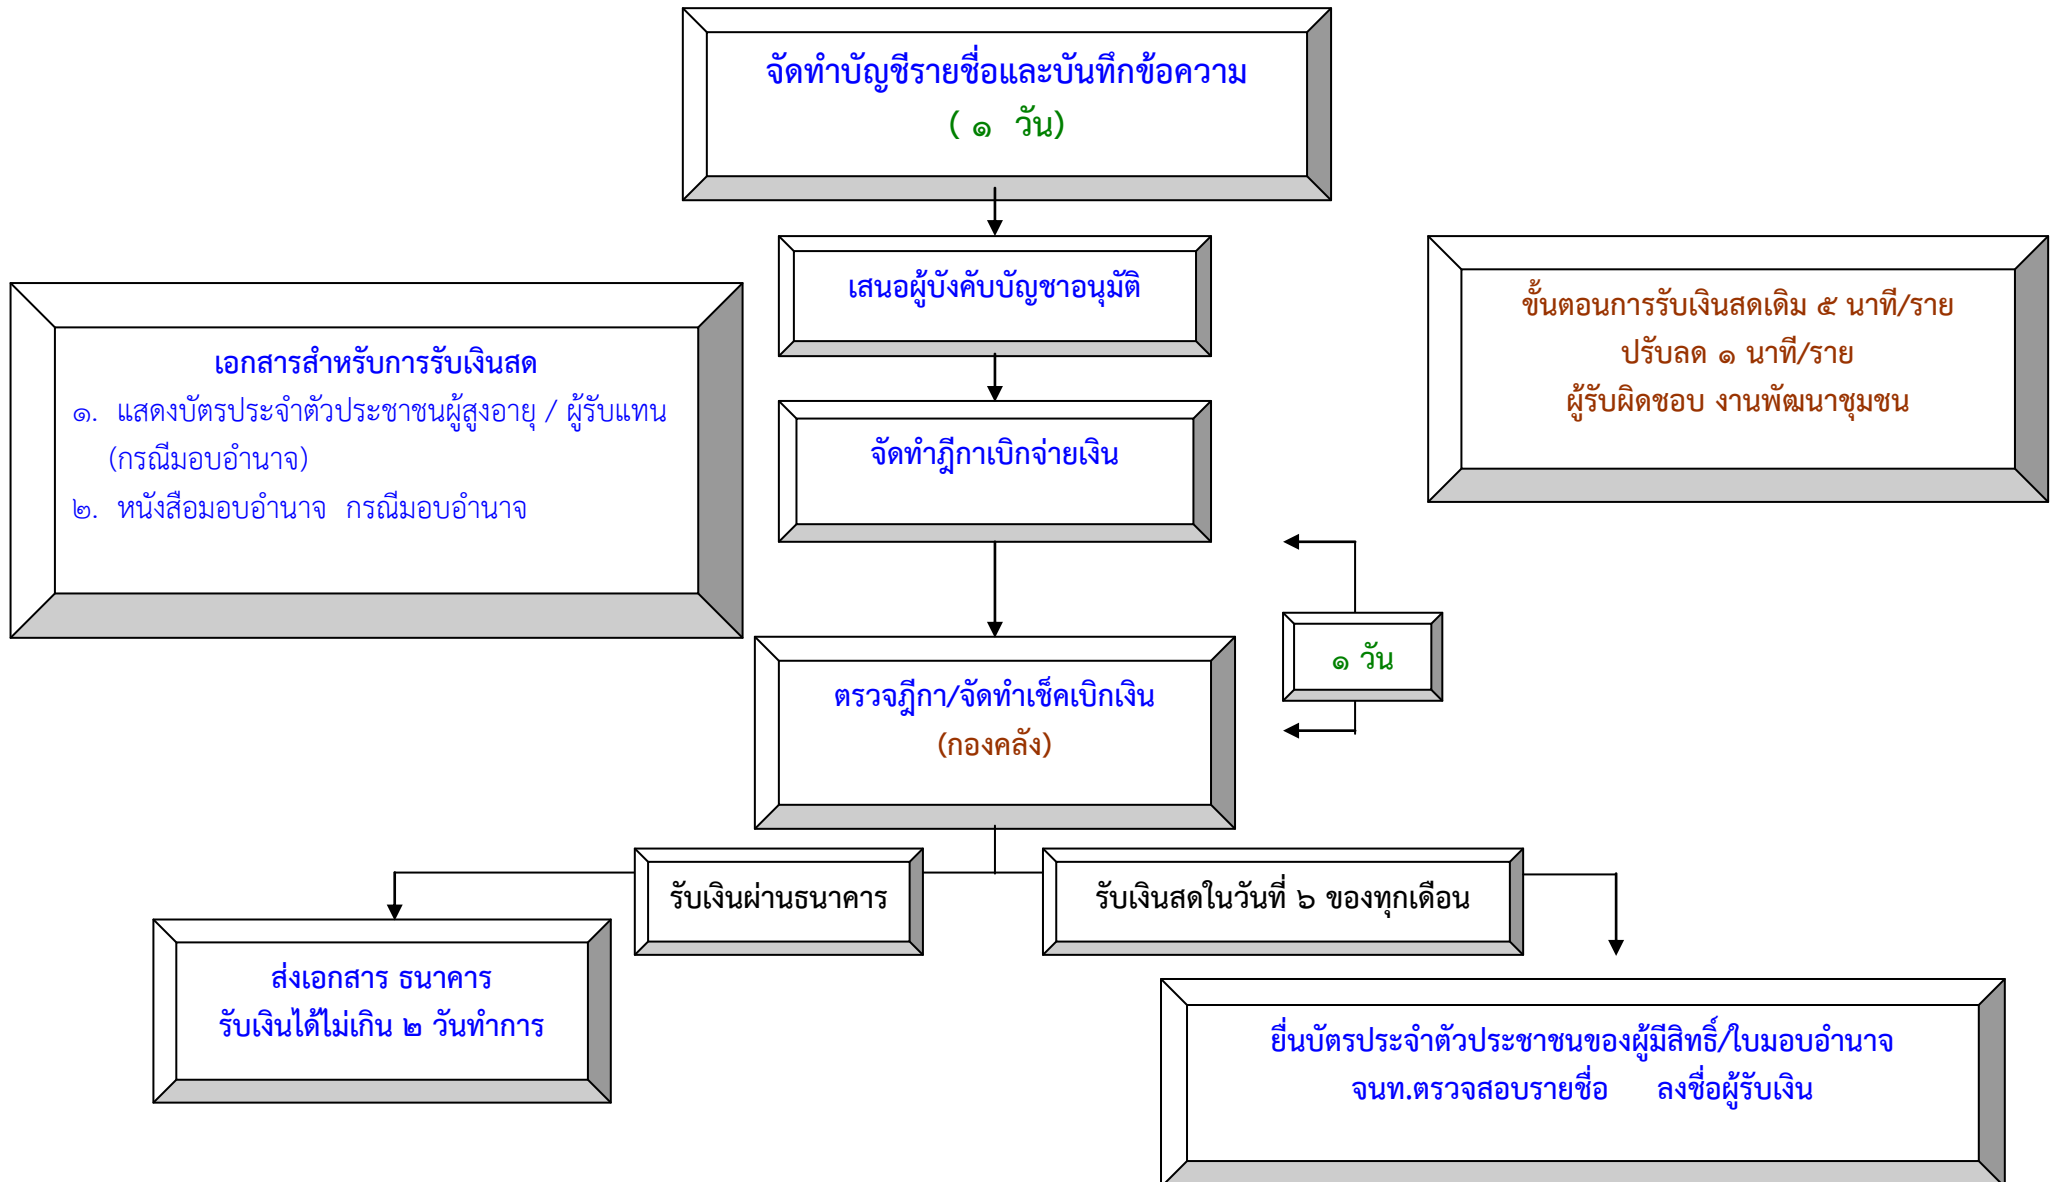 จัดทำบัญชีรายชื่อและบันทึกข้อความ
( ๑ วัน)
เสนอผู้บังคับบัญชาอนุมัติ
ขั้นตอนการรับเงินสดเดิม ๕ นาที/ราย
ปรับลด ๑ นาที/ราย
ผู้รับผิดชอบ งานพัฒนาชุมชน
เอกสารสำหรับการรับเงินสด
๑. แสดงบัตรประจำตัวประชาชนผู้สูงอายุ / ผู้รับแทน
(กรณีมอบอำนาจ)
๒. หนังสือมอบอำนาจ กรณีมอบอำนาจ
จัดทำฎีกาเบิกจ่ายเงิน
๑ วัน
ตรวจฎีกา/จัดทำเช็คเบิกเงิน
(กองคลัง)
รับเงินผ่านธนาคาร
รับเงินสดในวันที่ ๖ ของทุกเดือน
ส่งเอกสาร ธนาคาร
รับเงินได้ไม่เกิน ๒ วันทำการ
ยื่นบัตรประจำตัวประชาชนของผู้มีสิทธิ์/ใบมอบอำนาจ
จนท.ตรวจสอบรายชื่อ ลงชื่อผู้รับเงิน